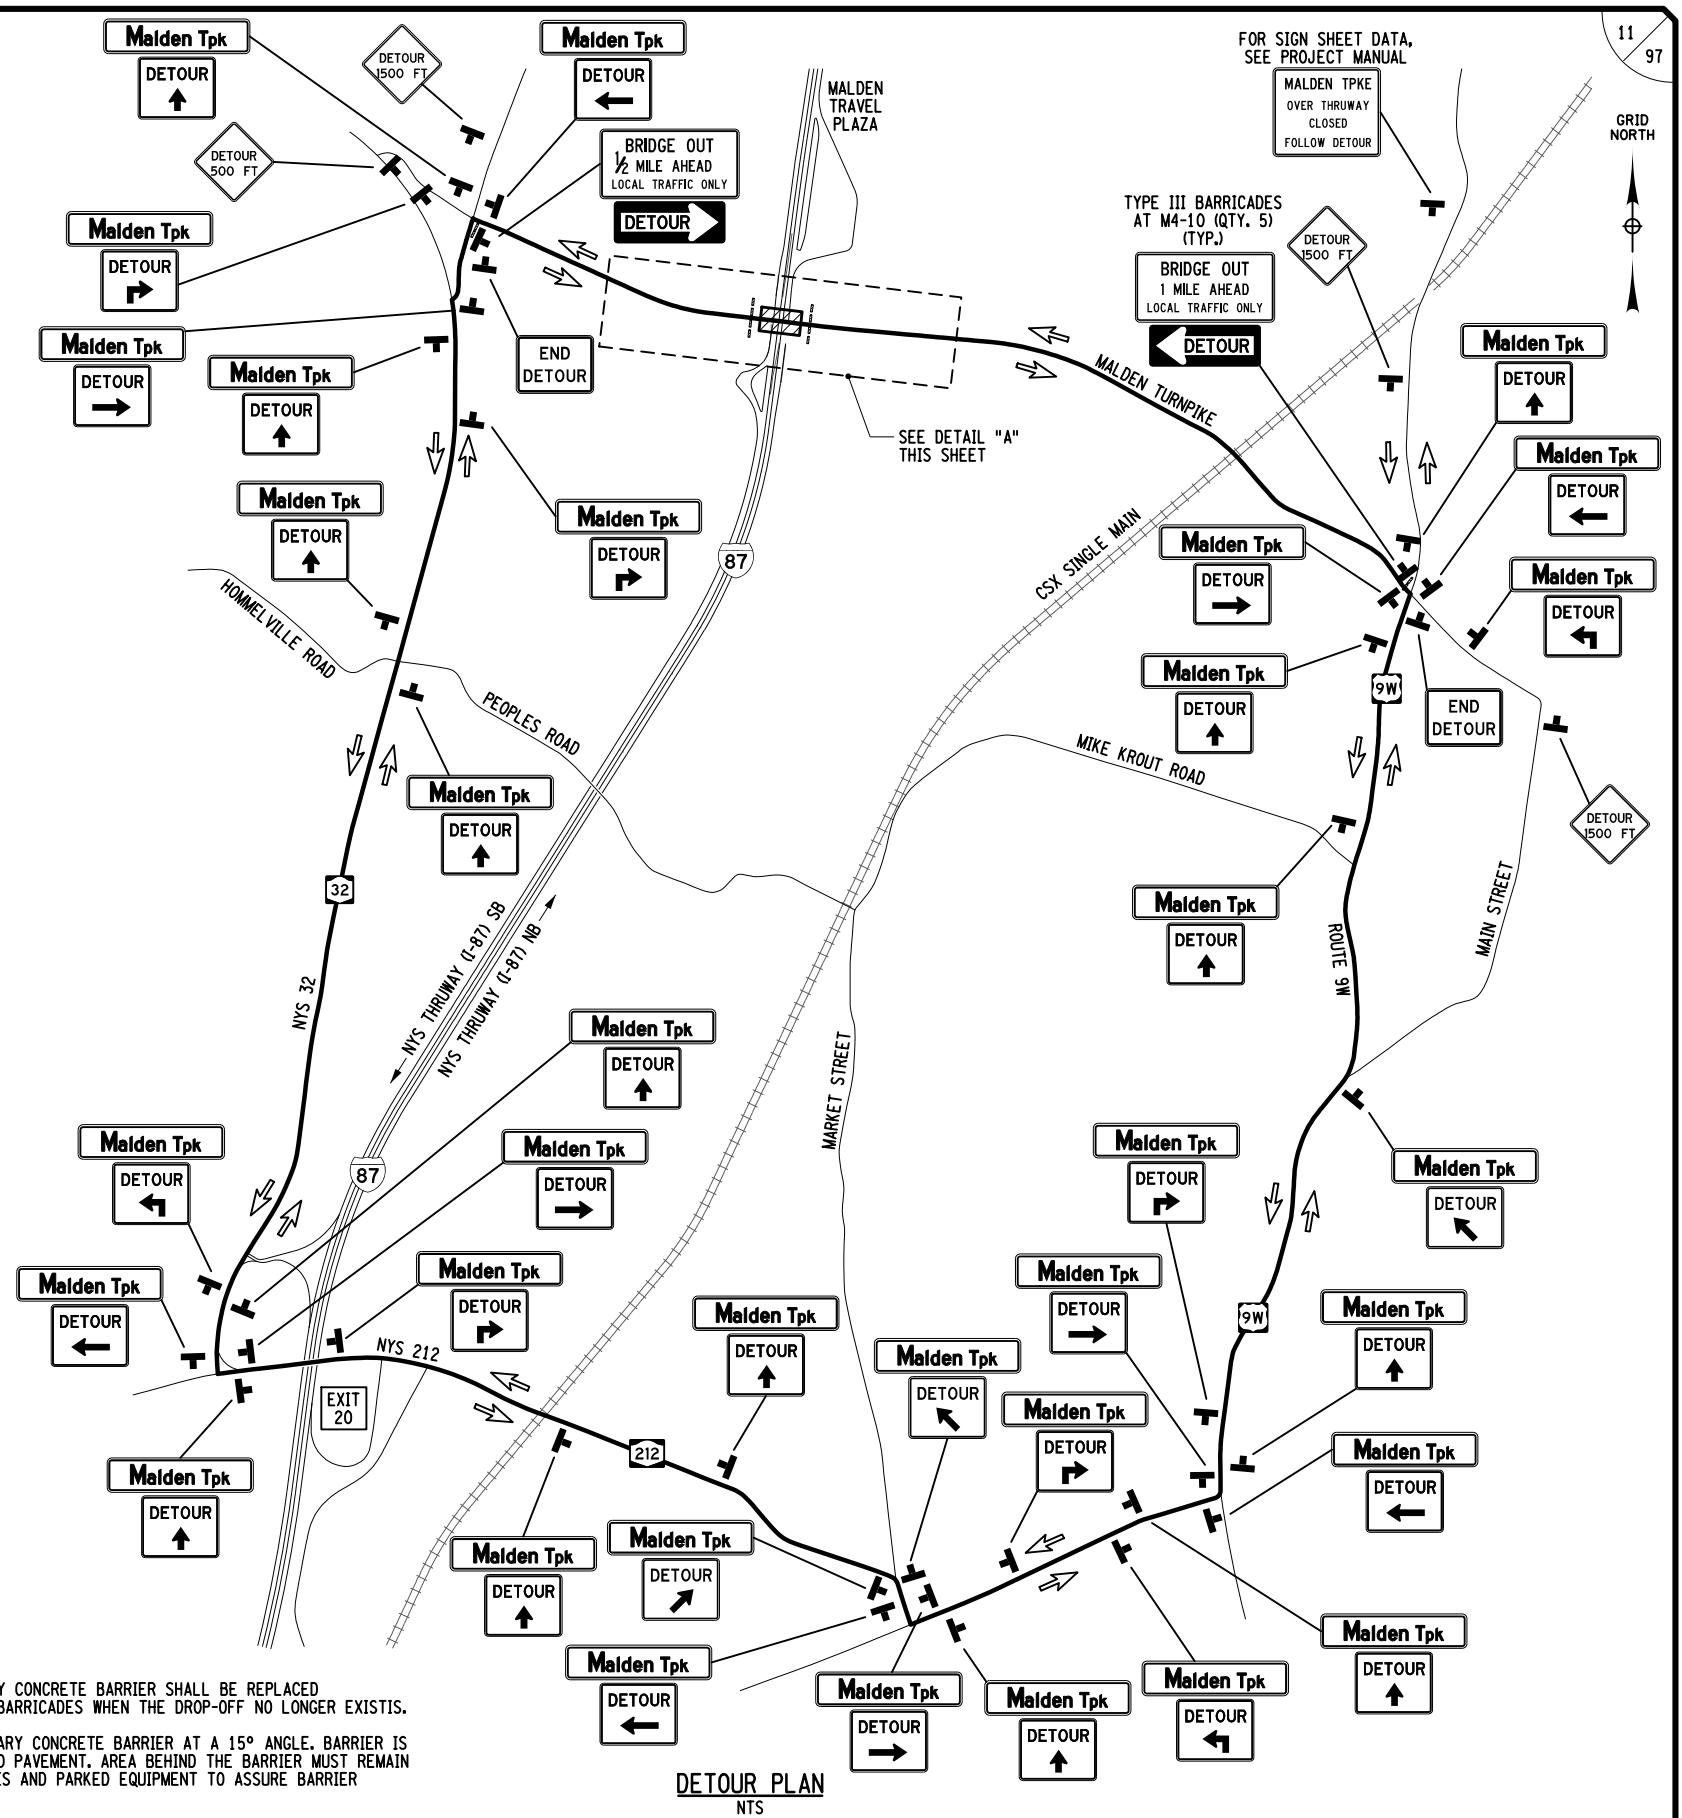 11
97
Malden Tpk
DETOUR
DETOUR
1500 FT
Malden Tpk
DETOUR
MALDEN
TRAVEL
PLAZA
FOR SIGN SHEET DATA,
SEE PROJECT MANUAL
MALDEN TPKE
OVER THRUWAY
CLOSED
FOLLOW DETOUR
GRID
NORTH
DETOUR
500 FT
BRIDGE OUT
1/2 MILE AHEAD
LOCAL TRAFFIC ONLY
DETOUR
TYPE III BARRICADES
AT M4-10 (QTY. 5)
(TYP.)
DETOUR
1500 FT
BRIDGE OUT
1 MILE AHEAD
LOCAL TRAFFIC ONLY
DETOUR
Malden Tpk
DETOUR
Malden Tpk
DETOUR
Malden Tpk
DETOUR
END
DETOUR
MALDEN TURNPIKE
Malden Tpk
DETOUR
SEE DETAIL "A"
THIS SHEET
Malden Tpk
DETOUR
Malden Tpk
DETOUR
Malden Tpk
DETOUR
87
CSX SINGLE MAIN
Malden Tpk
DETOUR
Malden Tpk
DETOUR
HOMMELVILLE ROAD
Malden Tpk
DETOUR
9W
END
DETOUR
PEOPLES ROAD
MIKE KROUT ROAD
Malden Tpk
DETOUR
DETOUR
1500 FT
32
Malden Tpk
DETOUR
MAIN STREET
ROUTE 9W
NYS 32
NYS THRUWAY (I-87) SB
NYS THRUWAY (I-87) NB
Malden Tpk
DETOUR
MARKET STREET
Malden Tpk
DETOUR
87
Malden Tpk
DETOUR
Malden Tpk
DETOUR
Malden Tpk
DETOUR
Malden Tpk
DETOUR
Malden Tpk
DETOUR
Malden Tpk
DETOUR
9W
Malden Tpk
DETOUR
Malden Tpk
DETOUR
NYS 212
Malden Tpk
DETOUR
Malden Tpk
DETOUR
EXIT
20
212
Malden Tpk
DETOUR
Malden Tpk
DETOUR
Malden Tpk
DETOUR
Malden Tpk
DETOUR
Malden Tpk
DETOUR
Malden Tpk
DETOUR
Malden Tpk
DETOUR
Malden Tpk
DETOUR
Malden Tpk
DETOUR
Malden Tpk
DETOUR
Y CONCRETE BARRIER SHALL BE REPLACED
BARRICADES WHEN THE DROP-OFF NO LONGER EXISTIS.
ARY CONCRETE BARRIER AT A 15° ANGLE. BARRIER IS
D PAVEMENT. AREA BEHIND THE BARRIER MUST REMAIN
ES AND PARKED EQUIPMENT TO ASSURE BARRIER
DETOUR PLAN
NTS